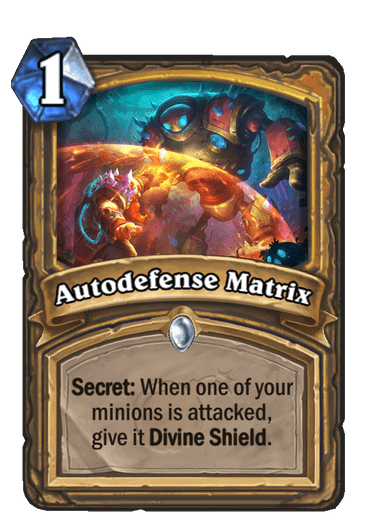 1
Autodefense Matrix
Secret: When one of your
minions is attacked,
give it Divine Shield.